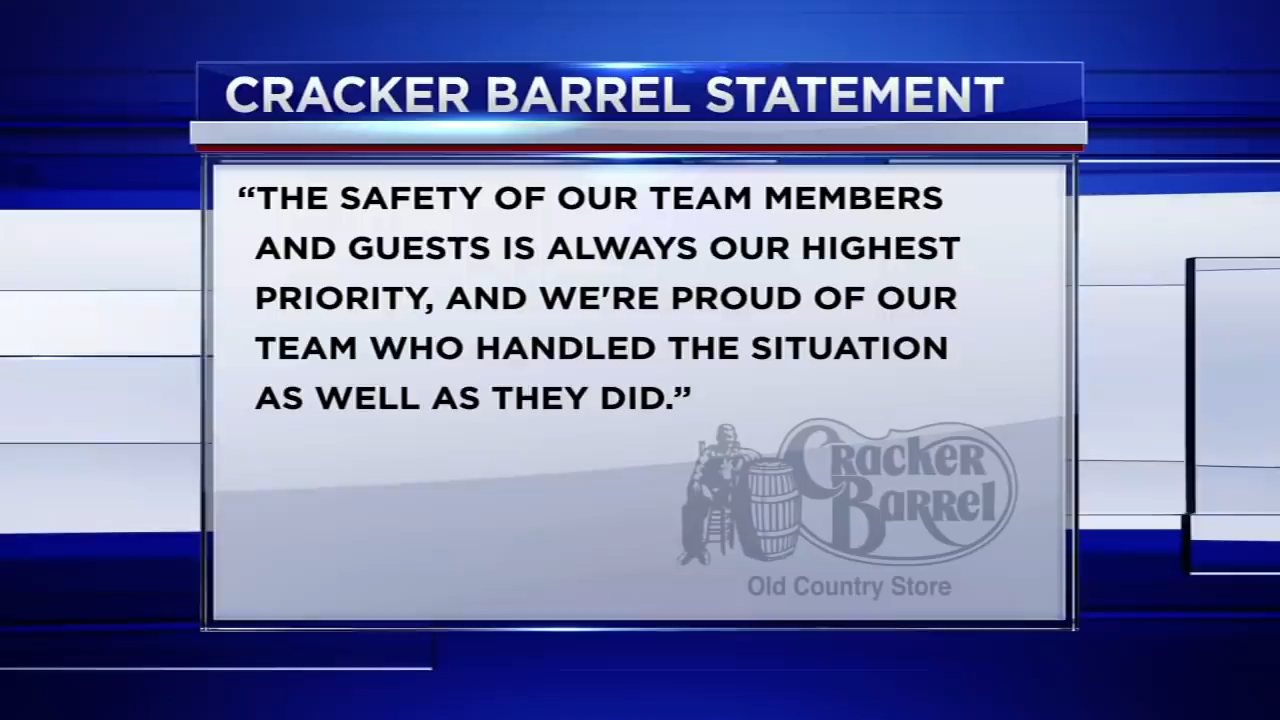 CRACKER BARREL STATEMENT
“THE SAFETY OF OUR TEAM MEMBERS
AND GUESTS IS ALWAYS OUR HIGHEST
PRIORITY, AND WE'RE PROUD OF OUR
TEAM WHO HANDLED THE SITUATION
AS WELL AS THEY DID.”
Cracker
Barrel
Old Country Store